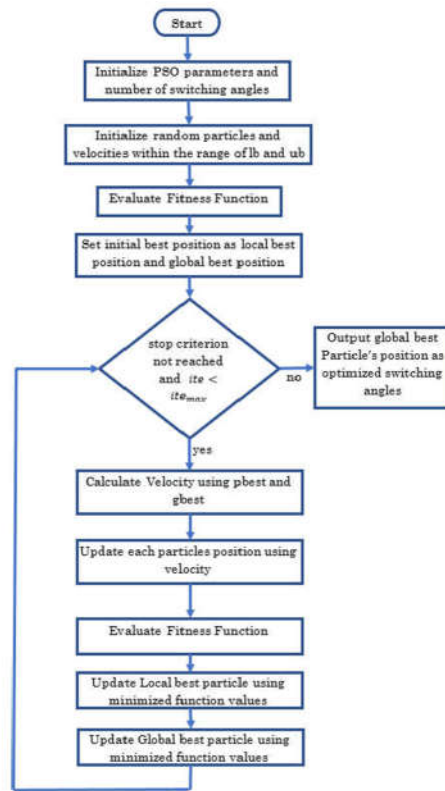 Start
Initialize PSO parameters and
number of switching angles
Initialize random particles and
velocities within the range of lb and ub
Evaluate Fitness Function
Set initial best position as local best
position and global best position
stop criterion
not reached
and ite <
ite_max
no
Output global best
Particle's position as
optimized switching
angles
yes
Calculate Velocity using pbest and
gbest
Update each particles position using
velocity
Evaluate Fitness Function
Update Local best particle using
minimized function values
Update Global best particle using
minimized function values